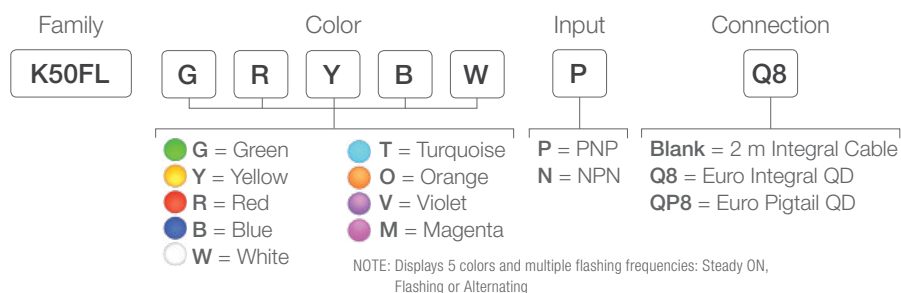 Family Color Input Connection
K50FL G R Y B W P Q8
G = Green
Y = Yellow
R = Red
B = Blue
W = White
T = Turquoise
O = Orange
V = Violet
M = Magenta
P = PNP
N = NPN
Blank = 2 m Integral Cable
Q8 = Euro Integral QD
QP8 = Euro Pigtail QD
NOTE: Displays 5 colors and multiple flashing frequencies: Steady ON,
Flashing or Alternating